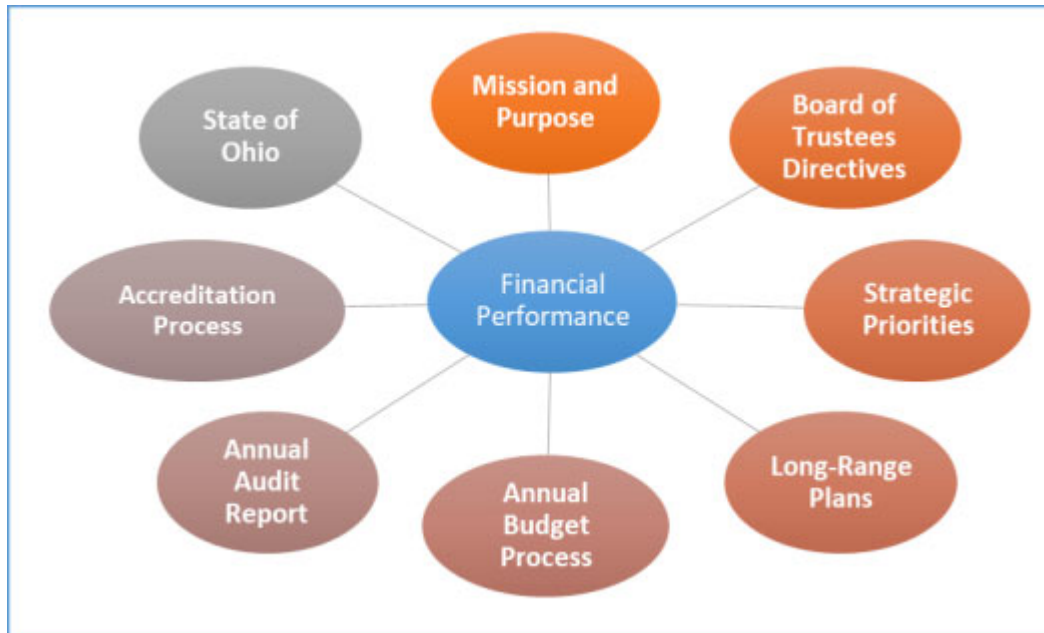 Mission and
Purpose
Board of
Trustees
Directives
Strategic
Priorities
Long-Range
Plans
Annual
Budget
Process
Annual
Audit
Report
Accreditation
Process
State of
Ohio
Financial
Performance